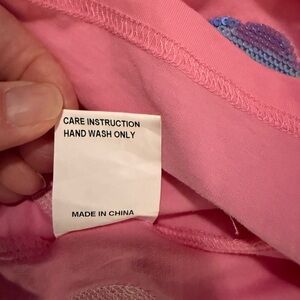 CARE INSTRUCTION
HAND WASH ONLY
MADE IN CHINA